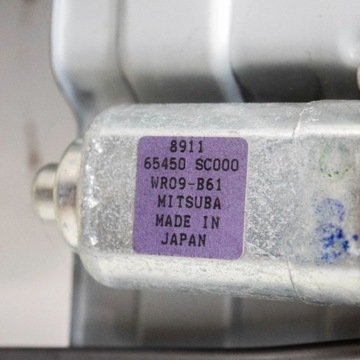 8911
65450 SC000
WR09-B61
MITSUBA
MADE IN
JAPAN